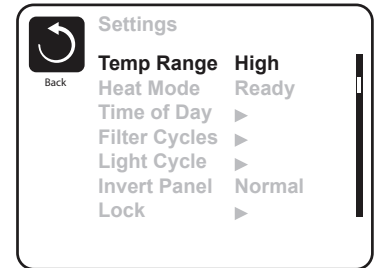 Settings
Back
Temp Range High
Heat Mode Ready
Time of Day ▶
Filter Cycles ▶
Light Cycle ▶
Invert Panel Normal
Lock ▶